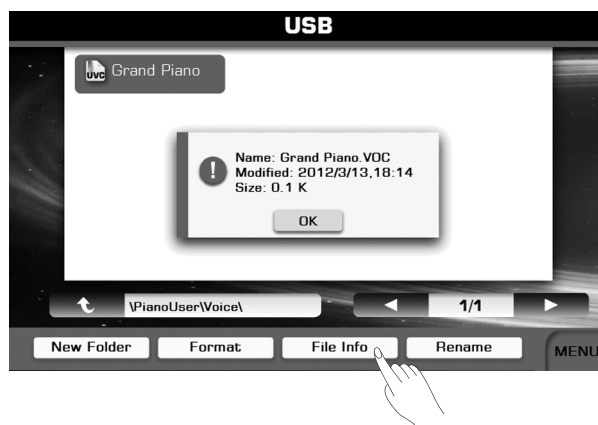 USB
UVC Grand Piano
Name: Grand Piano.VOC
Modified: 2012/3/13,18:14
Size: 0.1 K
OK
\PianoUser\Voice\
1/1
New Folder Format File Info Rename MENU